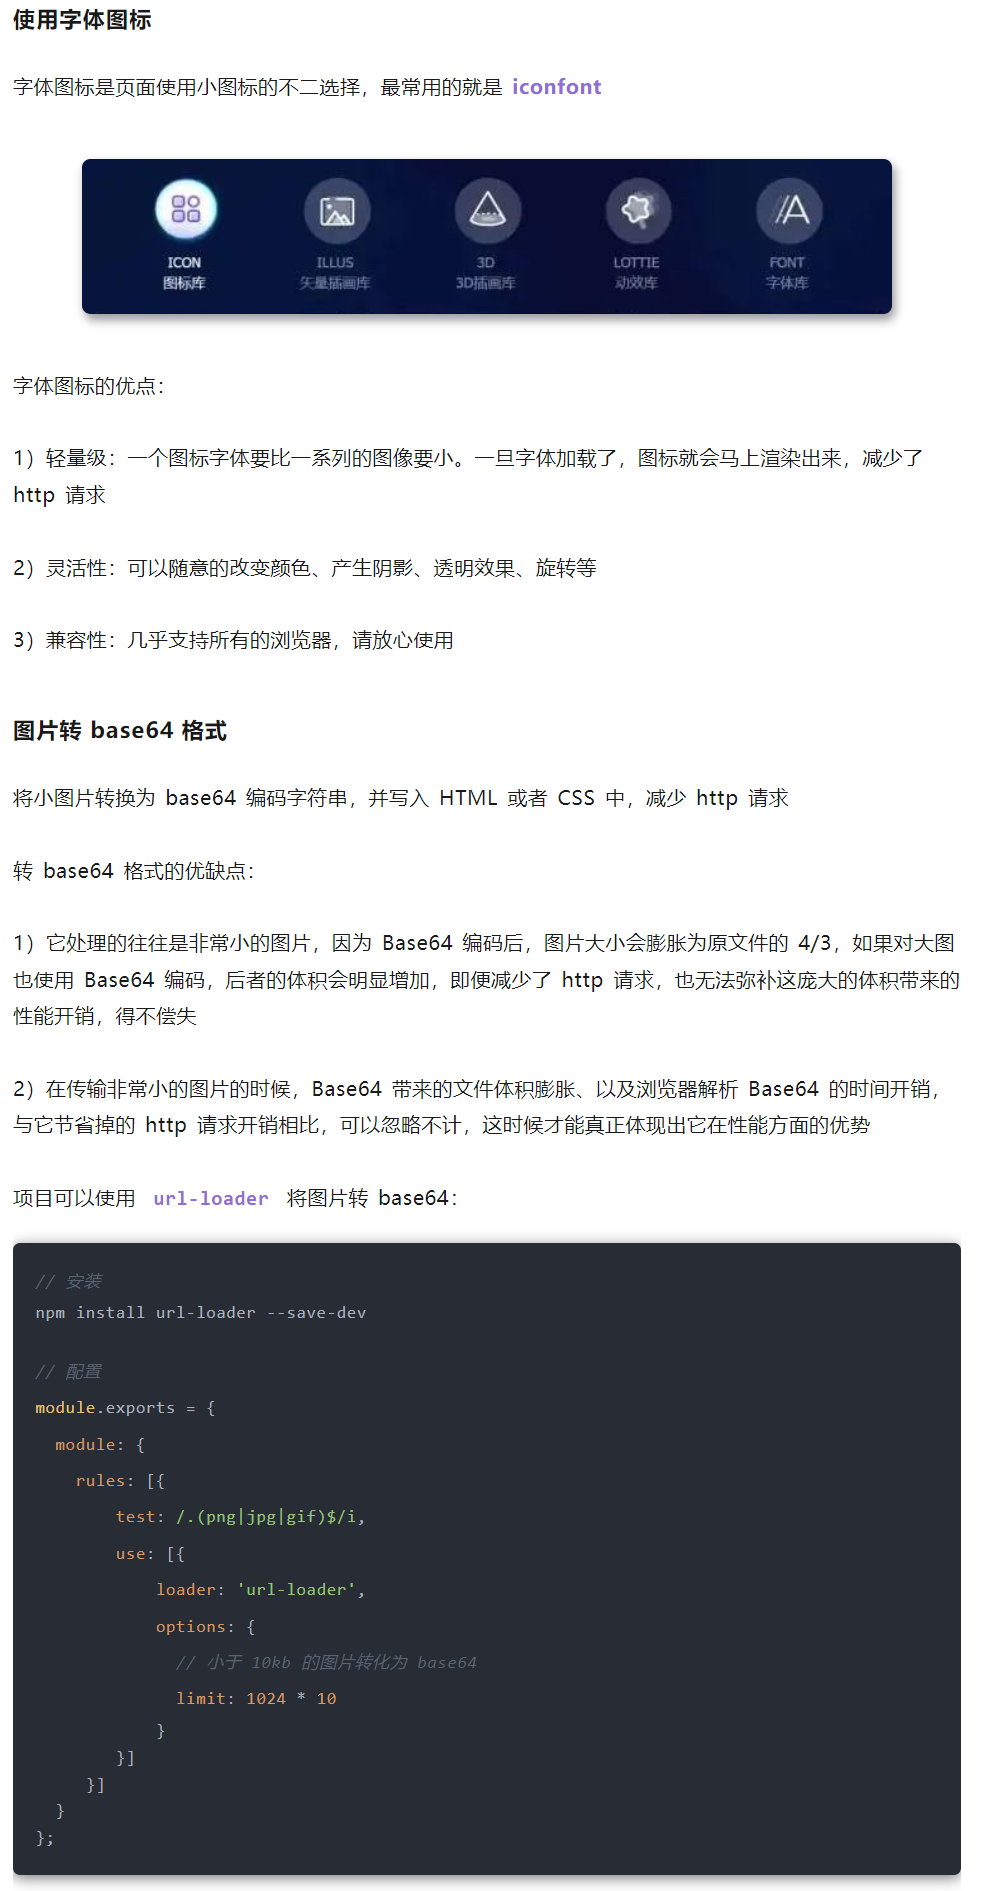 使用字体图标
字体图标是页面使用小图标的不二选择，最常用的就是 iconfont
ICON
图标库
ILLUS
矢量插画库
3D
3D插画库
LOTTIE
动效库
FONT
字体库
字体图标的优点：
1）轻量级：一个图标字体要比一系列的图像要小。一旦字体加载了，图标就会马上渲染出来，减少了
http 请求
2）灵活性：可以随意的改变颜色、产生阴影、透明效果、旋转等
3）兼容性：几乎支持所有的浏览器，请放心使用
图片转 base64 格式
将小图片转换为 base64 编码字符串，并写入 HTML 或者 CSS 中，减少 http 请求
转 base64 格式的优缺点：
1）它处理的往往是非常小的图片，因为 Base64 编码后，图片大小会膨胀为原文件的 4/3，如果对大图
也使用 Base64 编码，后者的体积会明显增加，即便减少了 http 请求，也无法弥补这庞大的体积带来的
性能开销，得不偿失
2）在传输非常小的图片的时候，Base64 带来的文件体积膨胀、以及浏览器解析 Base64 的时间开销，
与它节省掉的 http 请求开销相比，可以忽略不计，这时候才能真正体现出它在性能方面的优势
项目可以使用 url-loader 将图片转 base64：
// 安装
npm install url-loader --save-dev
// 配置
module.exports = {
  module: {
    rules: [{
        test: /.(png|jpg|gif)$/i,
        use: [{
            loader: 'url-loader',
            options: {
              // 小于 10kb 的图片转化为 base64
              limit: 1024 * 10
            }
        }]
     }]
  }
};